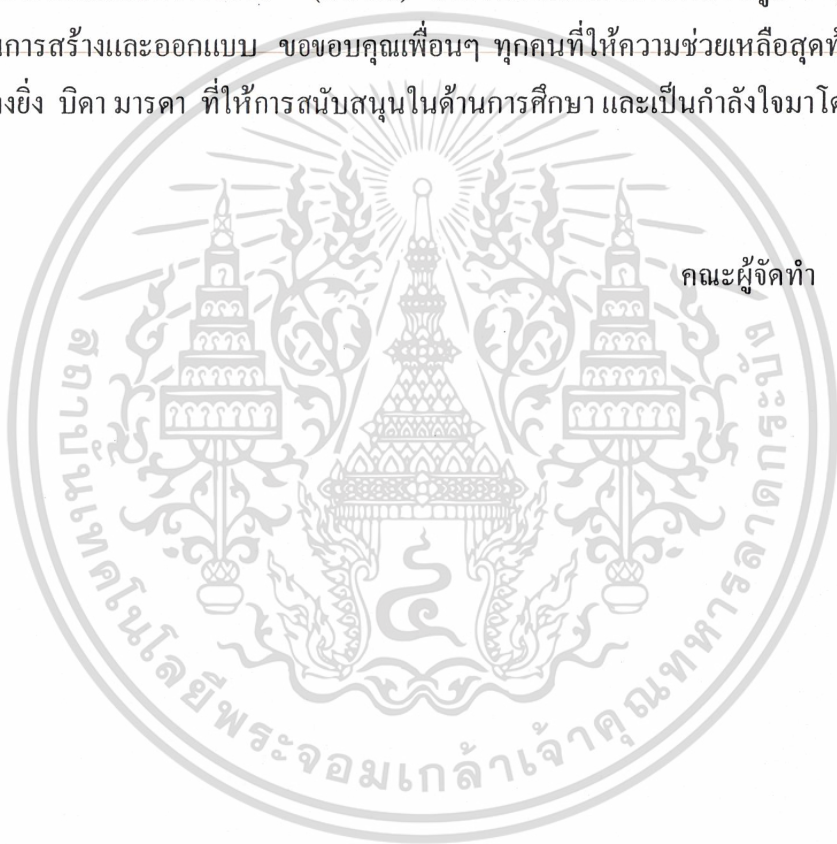 นการสร้างและออกแบบ ขอขอบคุณเพื่อนๆ ทุกคนที่ให้ความช่วยเหลือสุดท้
างยิ่ง บิดา มารดา ที่ให้การสนับสนุนในด้านการศึกษา และเป็นกำลังใจมาโด
คณะผู้จัดทำ
สถาบันเทคโนโลยีพระจอมเกล้าเจ้าคุณทหารลาดกระบัง